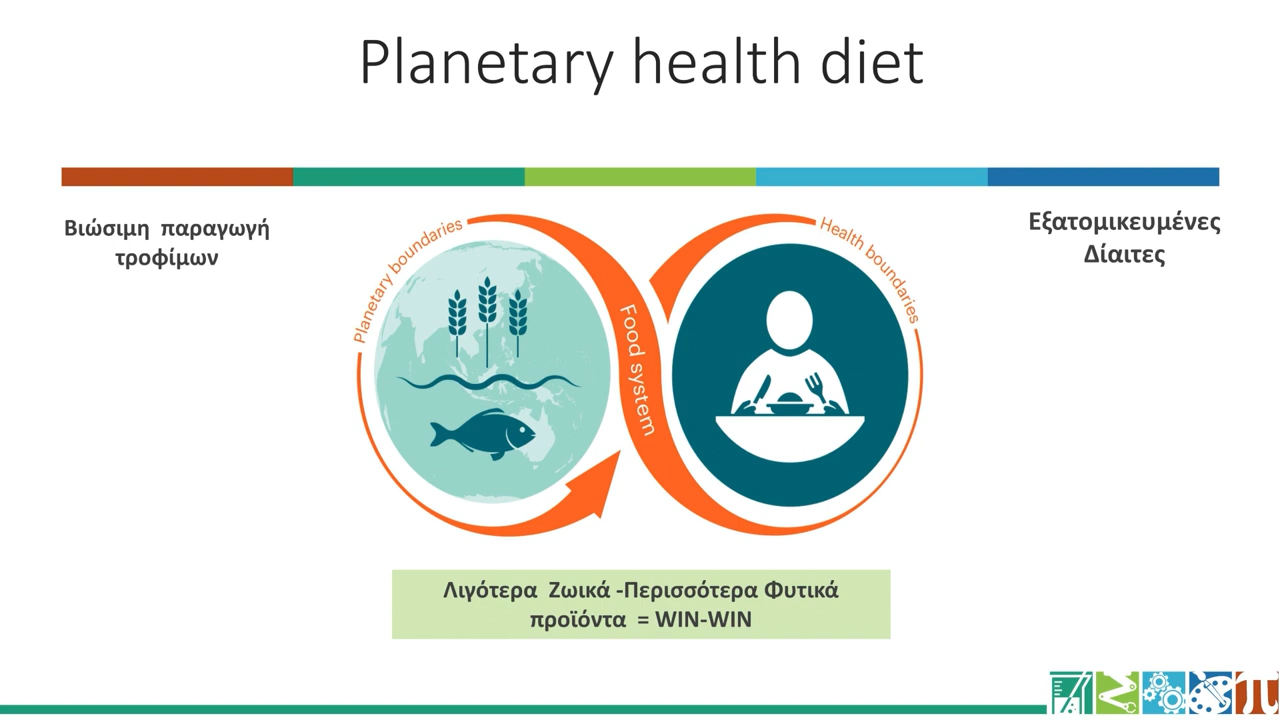 Planetary health diet
Βιώσιμη παραγωγή
τροφίμων
Planetary boundaries
Food system
Health boundaries
Εξατομικευμένες
Δίαιτες
Λιγότερα Ζωικά -Περισσότερα Φυτικά
προϊόντα = WIN-WIN
π